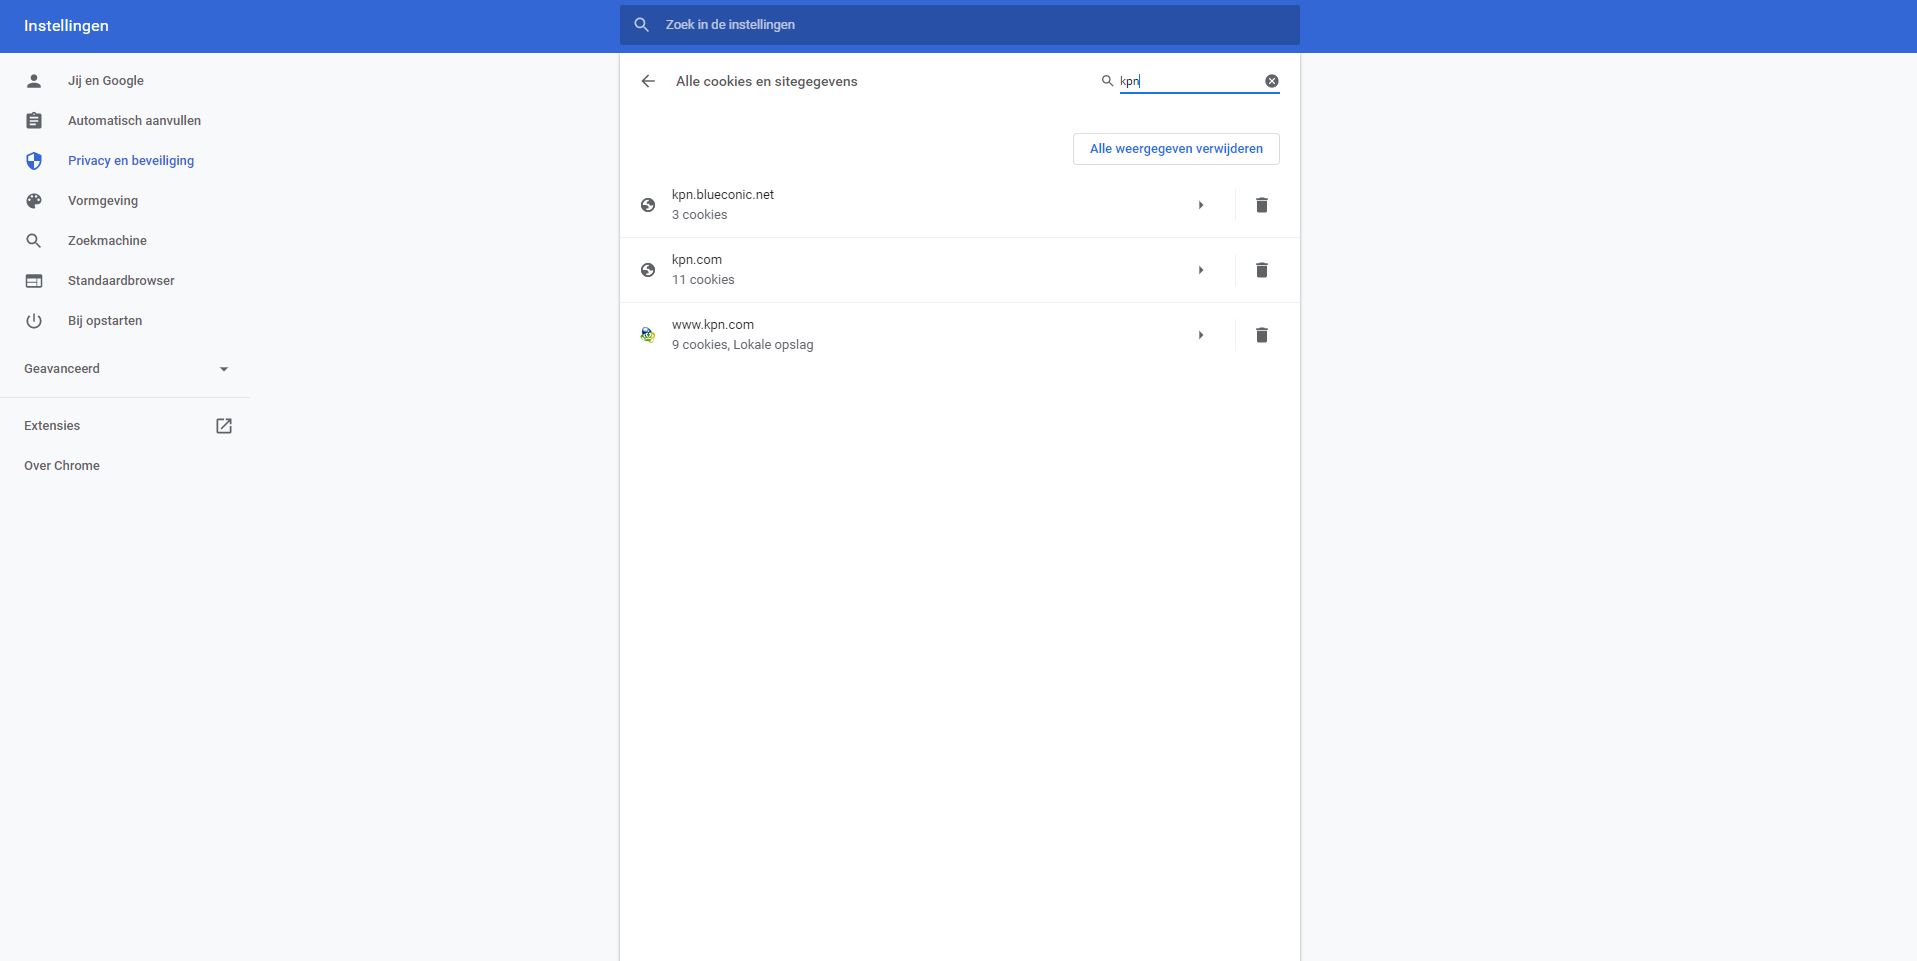 Instellingen
Zoek in de instellingen
Jij en Google
Automatisch aanvullen
Privacy en beveiliging
Vormgeving
Zoekmachine
Standaardbrowser
Bij opstarten
Geavanceerd
Extensies
Over Chrome
Alle cookies en sitegegevens
kpn
Alle weergegeven verwijderen
kpn.blueconic.net
3 cookies
kpn.com
11 cookies
www.kpn.com
9 cookies, Lokale opslag